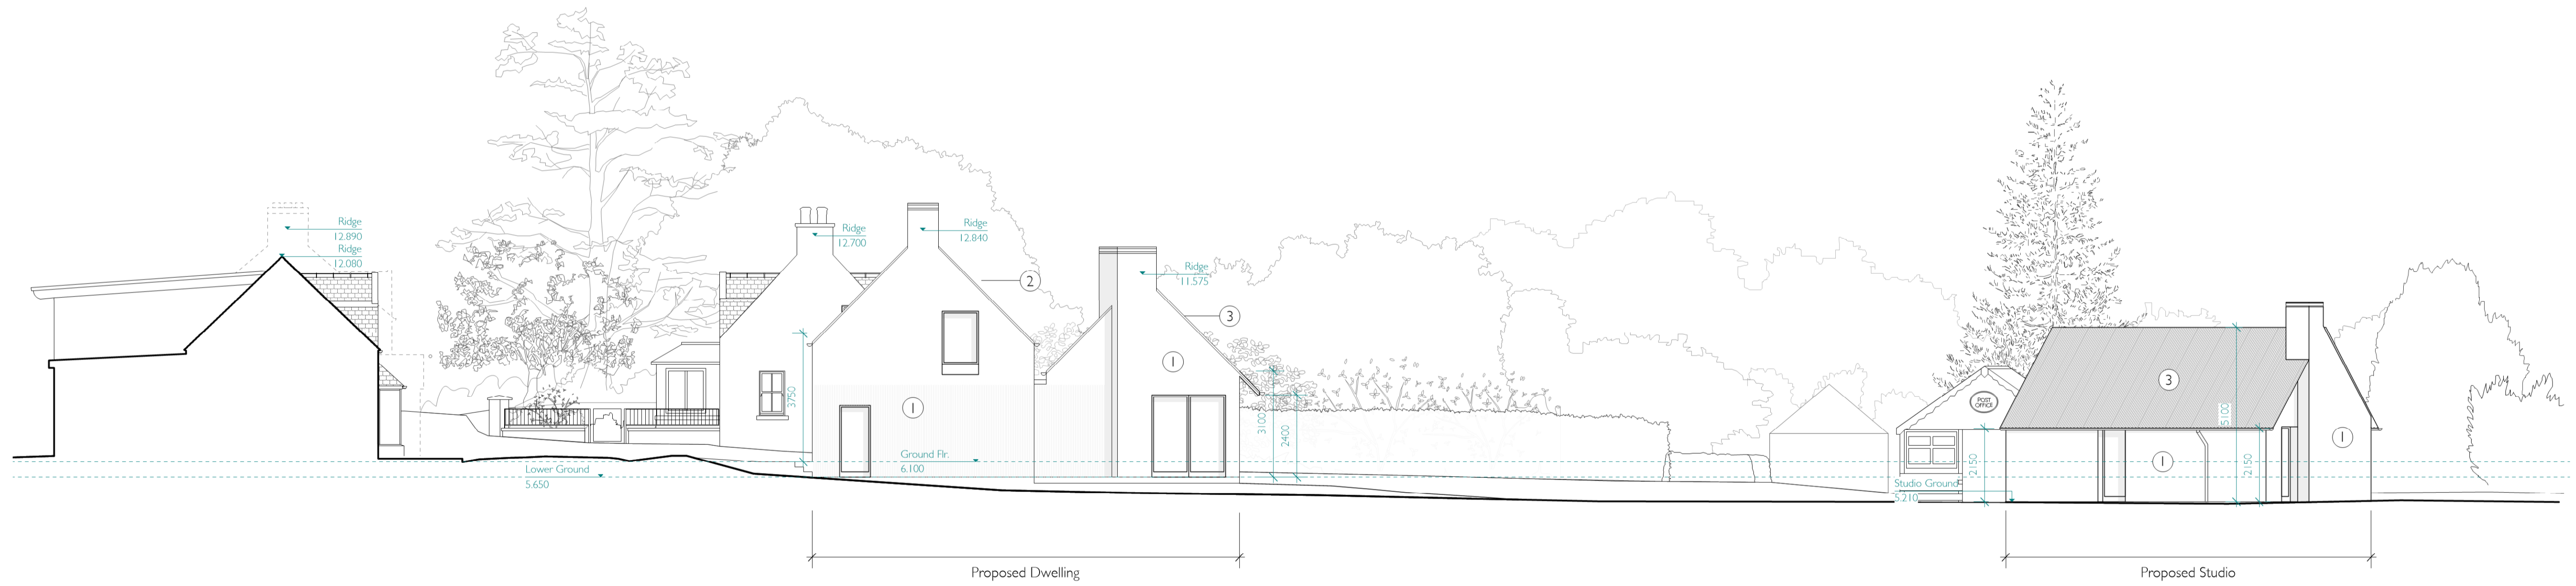 Ridge
12.890
Ridge
12.080
Ridge
12.700
Ridge
12.840
2
Ridge
11.575
3
1
3750
1
Ground Flr.
6.100
Lower Ground
5.650
3100
2400
POST
OFFICE
3
5100
2150
1
2150
1
Studio Ground
5.210
Proposed Dwelling
Proposed Studio